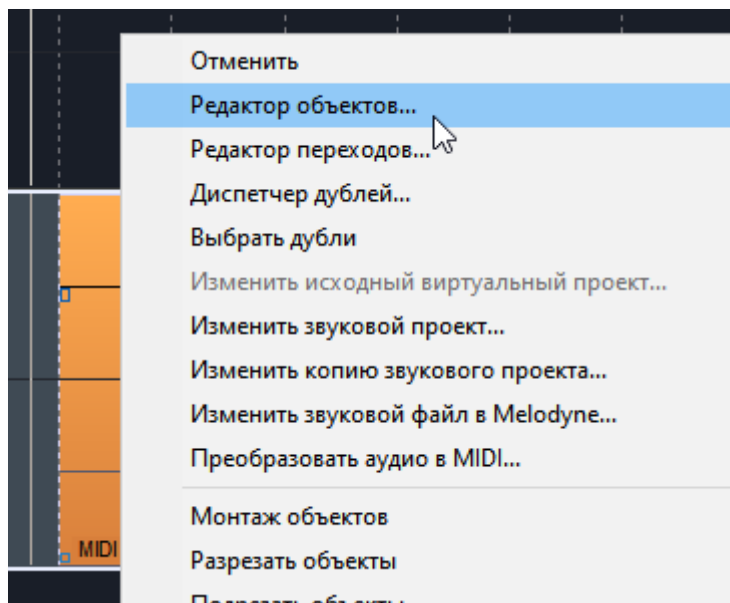 Отменить
Редактор объектов...
Редактор переходов...
Диспетчер дублей...
Выбрать дубли
Изменить исходный виртуальный проект...
Изменить звуковой проект...
Изменить копию звукового проекта...
Изменить звуковой файл в Melodyne...
Преобразовать аудио в MIDI...
Монтаж объектов
MIDI
Разрезать объекты